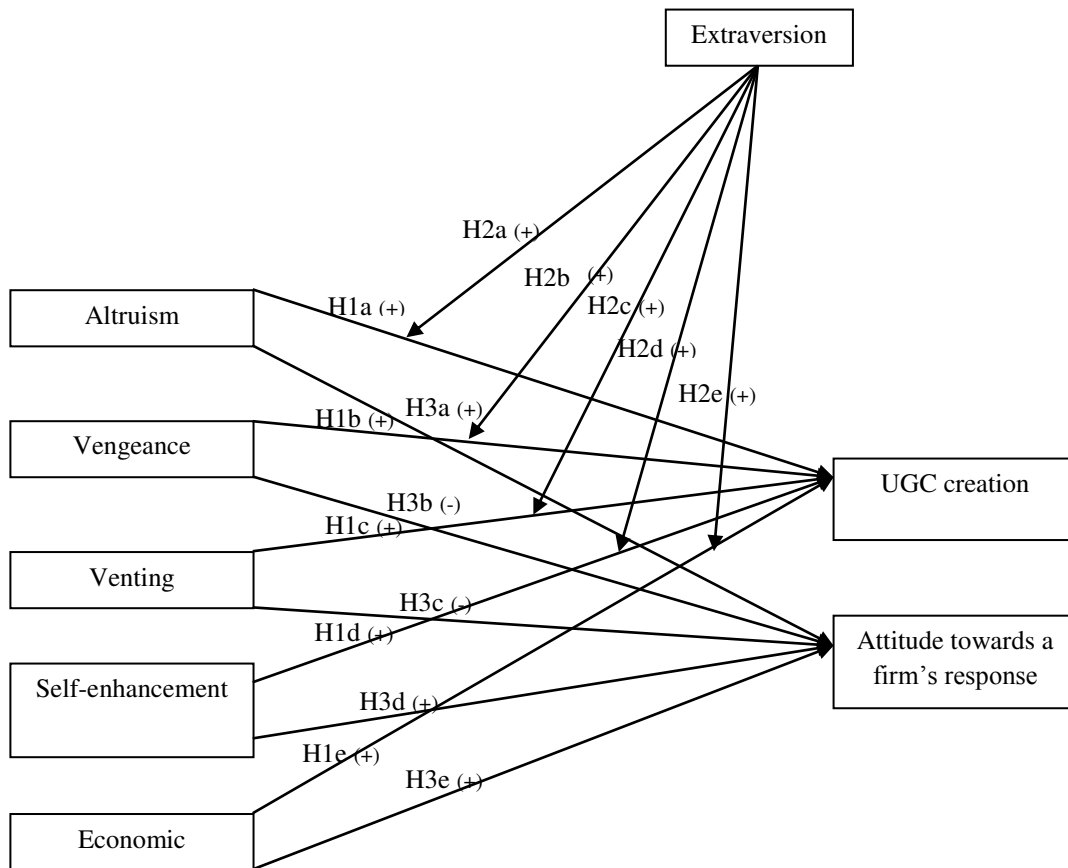 Extraversion
H2a (+)
H2b (+)
H2c (+)
H1a (+)
Altruism
H2d (+)
H2e (+)
H3a (+)
H1b (+)
Vengeance
UGC creation
H3b (-)
H1c (+)
Venting
H3c (-)
H1d (+)
Attitude towards a
firm's response
Self-enhancement
H3d (+)
H1e (+)
H3e (+)
Economic